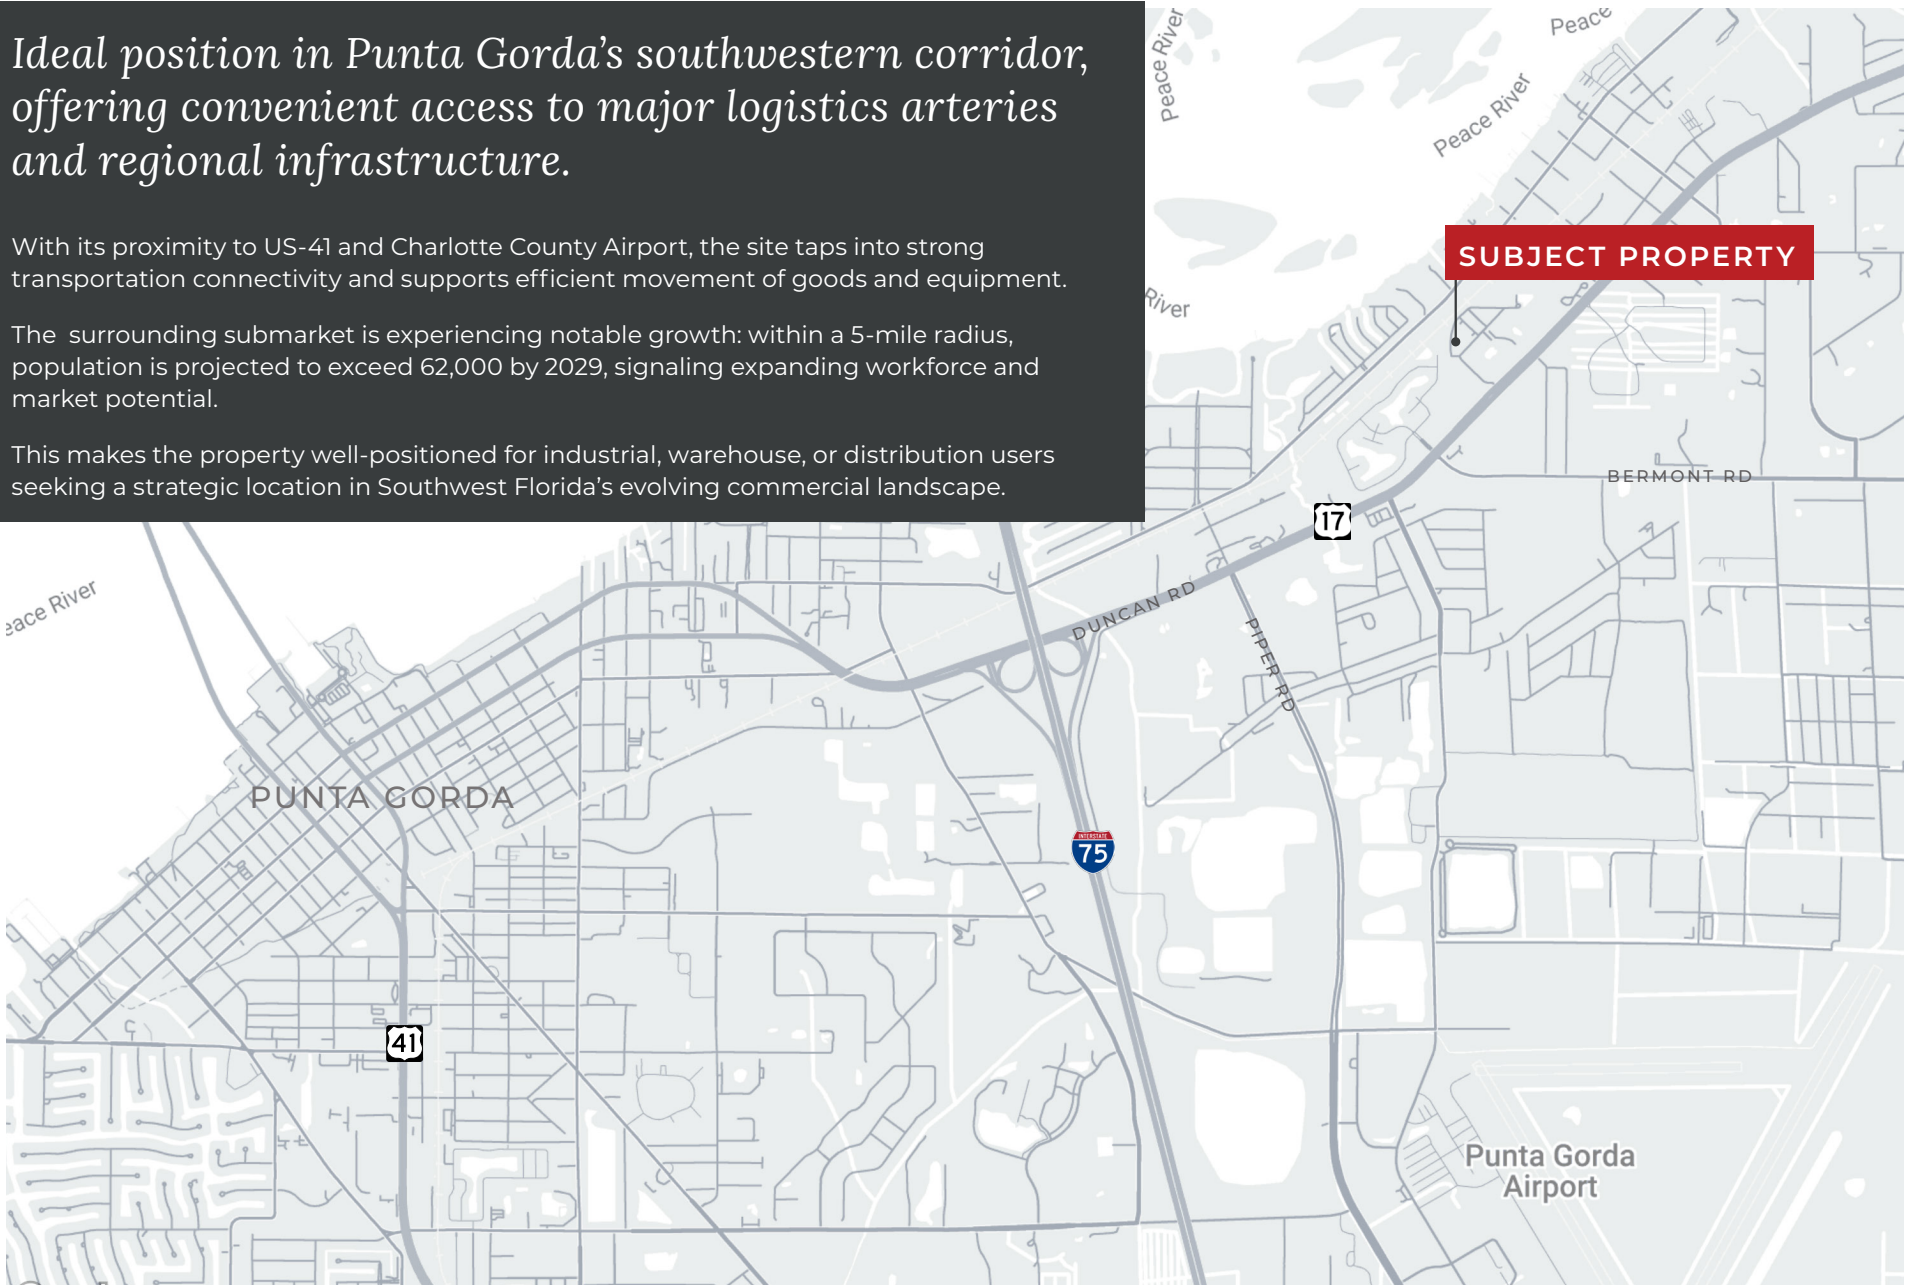 Ideal position in Punta Gorda’s southwestern corridor,
offering convenient access to major logistics arteries
and regional infrastructure.
With its proximity to US-41 and Charlotte County Airport, the site taps into strong
transportation connectivity and supports efficient movement of goods and equipment.
The  surrounding submarket is experiencing notable growth: within a 5-mile radius,
population is projected to exceed 62,000 by 2029, signaling expanding workforce and
market potential.
This makes the property well-positioned for industrial, warehouse, or distribution users
seeking a strategic location in Southwest Florida’s evolving commercial landscape.
Peace River
Peace
Peace River
River
SUBJECT PROPERTY
BERMONT RD
17
DUNCAN RD
PIPER RD
eace River
PUNTA GORDA
INTERSTATE
75
41
Punta Gorda
Airport